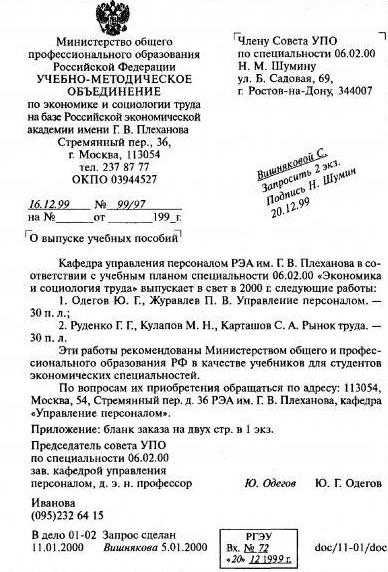 Министерство общего
профессионального образования
Российской Федерации
УЧЕБНО-МЕТОДИЧЕСКОЕ
ОБЪЕДИНЕНИЕ
по экономике и социологии труда
на базе Российской экономической
академии имени Г. В. Плеханова
Стремянный пер., 36,
г. Москва, 113054
тел. 237 87 77
ОКПО 03944527
16.12.99 № 99/97
на №______от ______199_г.
Члену Совета УПО
по специальности 06.02.00
Н. М. Шумину
ул. Б. Садовая, 69,
г. Ростов-на-Дону, 344007
Вишняковой С.
Запросить 2 экз.
Подпись Н. Шумин
20.12.99
О выпуске учебных пособий
Кафедра управления персоналом РЭА им. Г. В. Плеханова в со-
ответствии с учебным планом специальности 06.02.00 «Экономика
и социология труда» выпускает в свет в 2000 г. следующие работы:
1. Одегов Ю. Г., Журавлев П. В. Управление персоналом. —
30 п. л.;
2. Руденко Г. Г., Кулапов М. Н., Карташов С. А. Рынок труда. —
30 п. л.
Эти работы рекомендованы Министерством общего и профес-
сионального образования РФ в качестве учебников для студентов
экономических специальностей.
По вопросам их приобретения обращаться по адресу: 113054,
Москва, 54, Стремянный пер. д. 36 РЭА им. Г. В. Плеханова, кафедра
«Управление персоналом».
Приложение: бланк заказа на двух стр. в 1 экз.
Председатель совета УПО
по специальности 06.02.00
зав. кафедрой управления
персоналом, д. э. н. профессор Ю. Одегов Ю. Г. Одегов
Иванова
(095)232 64 15
В дело 01-02 Запрос сделан
11.01.2000 Вишнякова 5.01.2000
РГЭУ
Вх. № 72
«20» 12 1999 г.
doc/11-01/doc